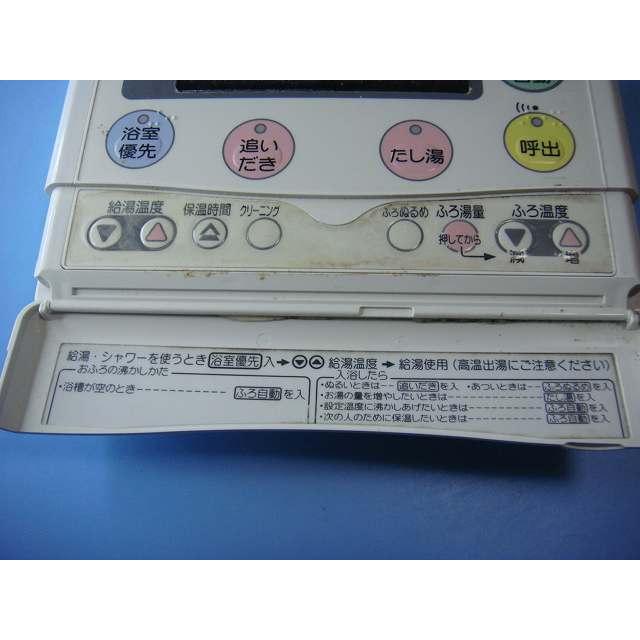 浴室
優先
追い
だき
たし湯
呼出
給湯温度 保温時間 クリーニング
ふろぬるめ ふろ湯量 ふろ温度
押してから
給湯・シャワーを使うとき 浴室優先 入→▽△ 給湯温度 → 給湯使用 (高温出湯にご注意ください)
おふろの沸かしかた
・浴槽が空のとき ふろ自動を入
入浴したら
・ぬるいときは 追いだきを入 ・あついときは ふろぬるめを入
・お湯の量を増やしたいときは たし湯を入
・設定温度に沸かしあげたいときは ふろ自動を入
・次の人のために保温したいときは ふろ自動を入